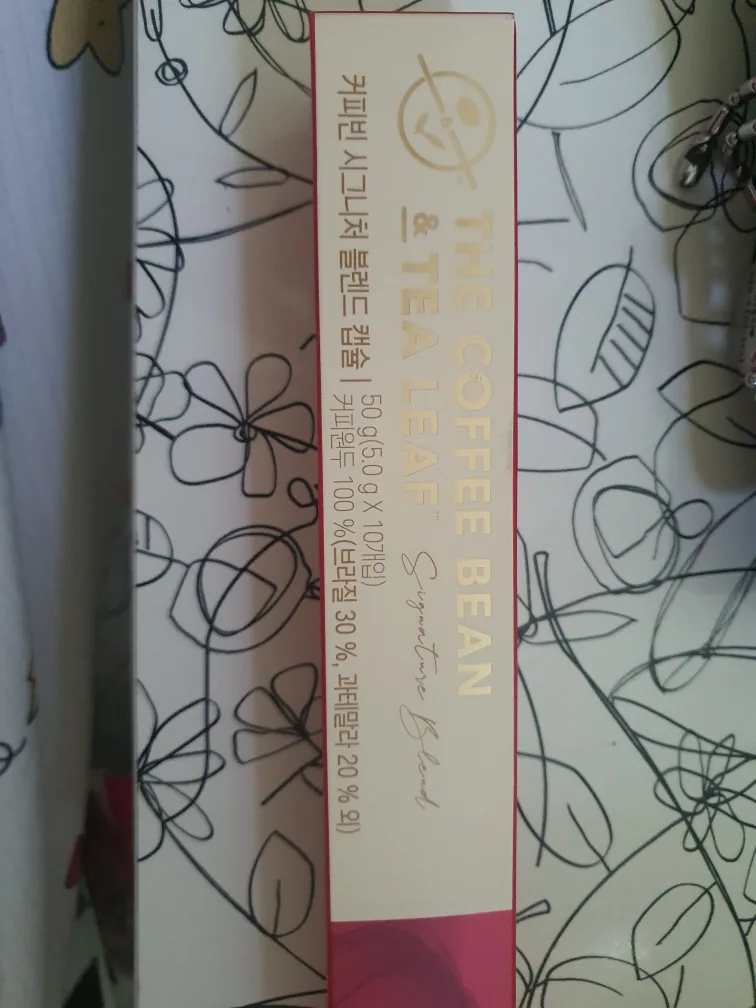 THE COFFEE BEAN
& TEA LEAF™ Signature Blend
커피빈 시그니처 블렌드 캡슐 | 50 g(5.0 g X 10개입)
커피원두 100 %(브라질 30 %, 과테말라 20 % 외)